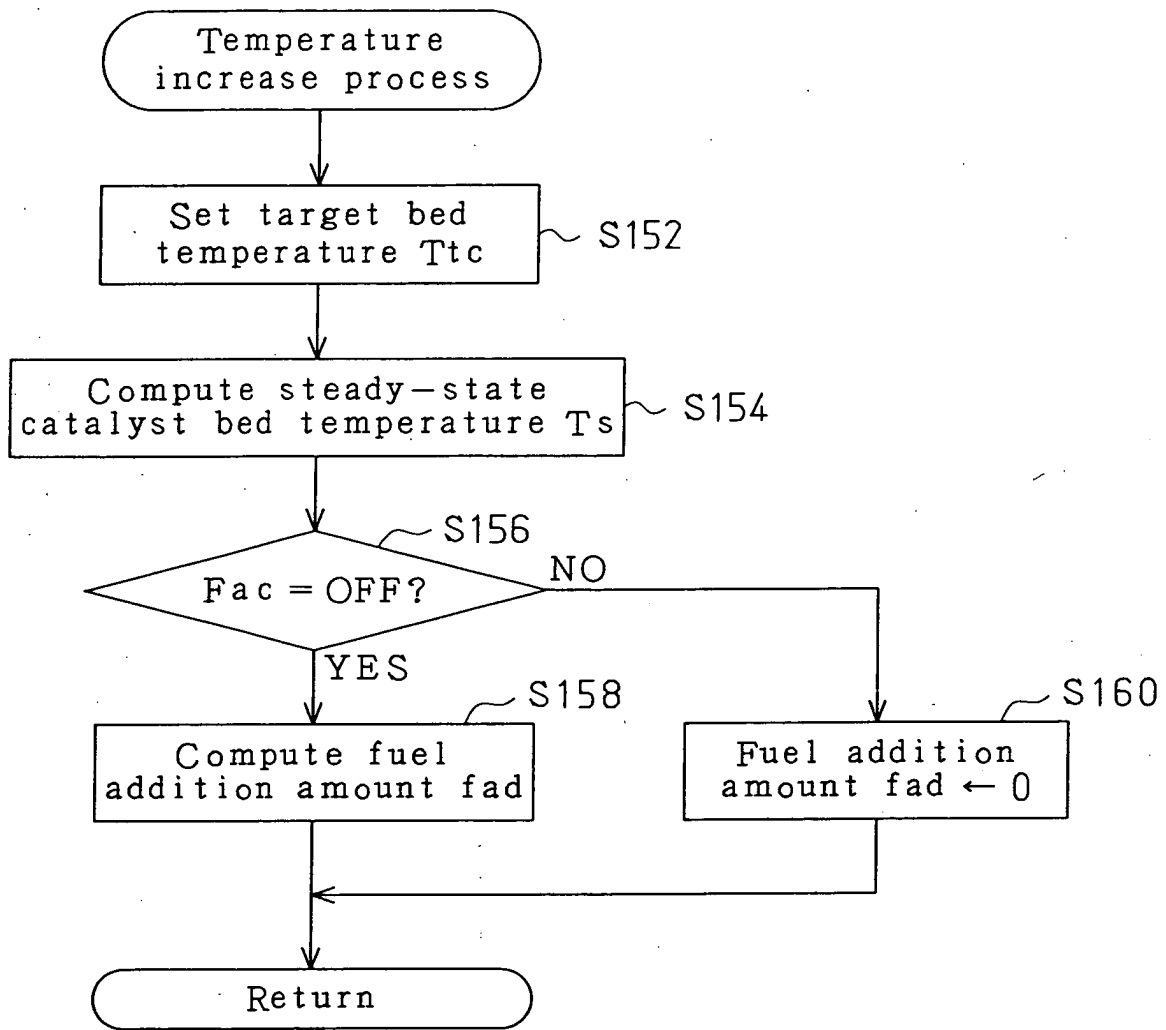 Temperature
increase process
Set target bed
temperature Ttc
S152
Compute steady-state
catalyst bed temperature Ts
S154
S156
Fac = OFF?
NO
YES
S158
Compute fuel
addition amount fad
S160
Fuel addition
amount fad ← 0
Return